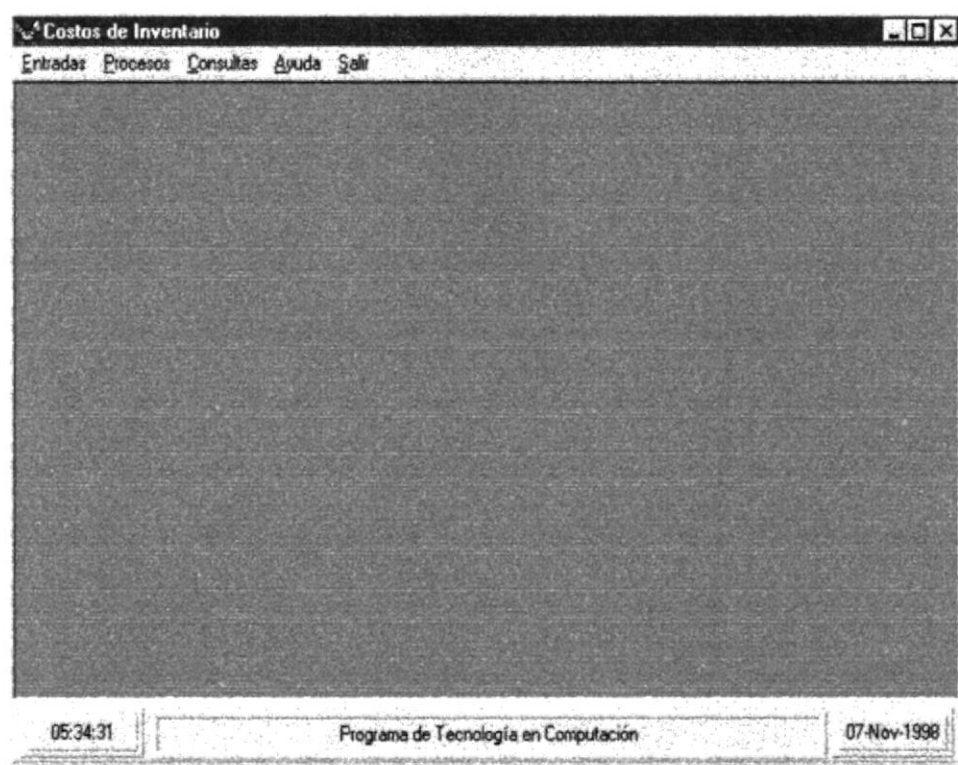 Costos de Inventario
Entradas Procesos Consultas Ayuda Salir
05:34:31 Programa de Tecnología en Computación 07-Nov-1998